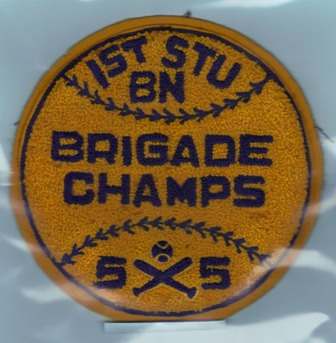 1ST STU
BN
BRIGADE
CHAMPS
5 5